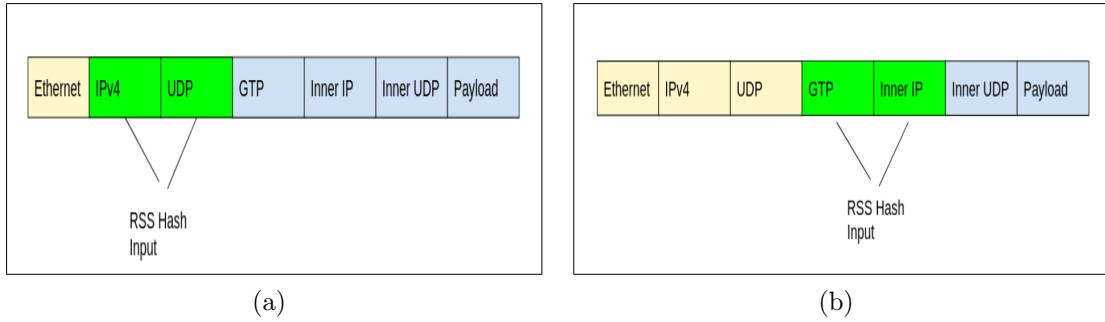 Ethernet IPv4 UDP GTP Inner IP Inner UDP Payload
RSS Hash
Input
(a)
Ethernet IPv4 UDP GTP Inner IP Inner UDP Payload
RSS Hash
Input
(b)